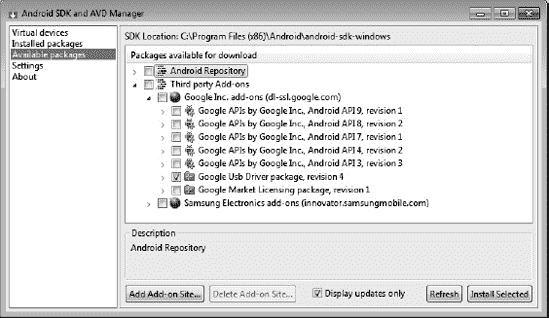 Android SDK and AVD Manager
Virtual devices
Installed packages
Available packages
Settings
About
SDK Location: C:\Program Files (x86)\Android\android-sdk-windows
Packages available for download
Android Repository
Third party Add-ons
Google Inc. add-ons (dl-ssl.google.com)
Google APIs by Google Inc., Android API 9, revision 1
Google APIs by Google Inc., Android API 8, revision 2
Google APIs by Google Inc., Android API 7, revision 1
Google APIs by Google Inc., Android API 4, revision 2
Google APIs by Google Inc., Android API 3, revision 3
Google Usb Driver package, revision 4
Google Market Licensing package, revision 1
Samsung Electronics add-ons (innovator.samsungmobile.com)
Description
Android Repository
Add Add-on Site...
Delete Add-on Site...
Display updates only
Refresh
Install Selected